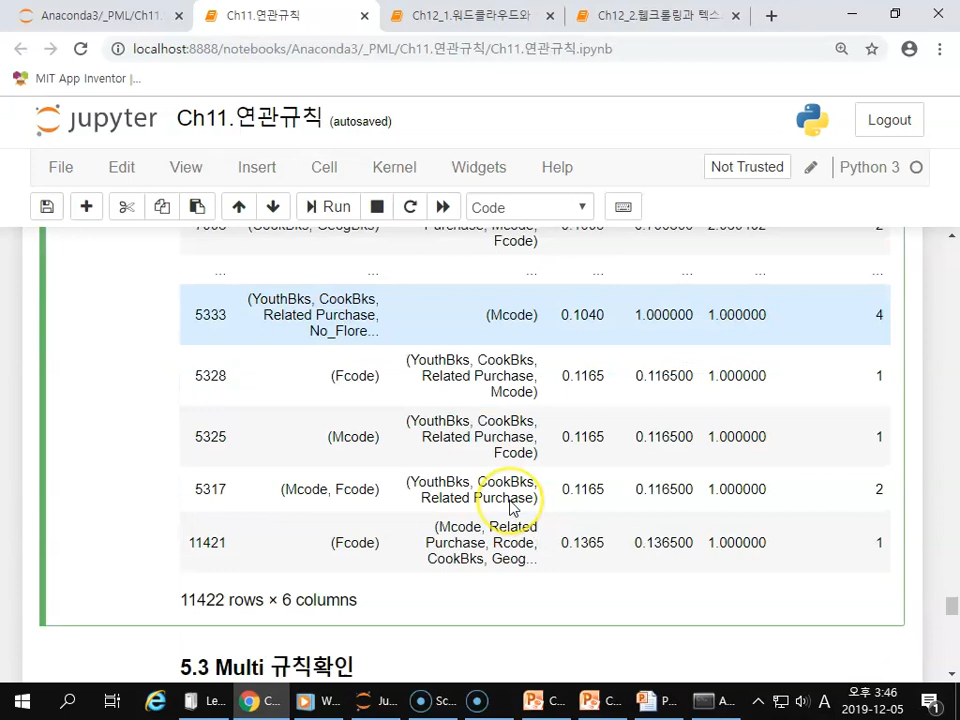 Anaconda3/_PML/Ch11.
Ch11.연관규칙
Ch12_1.워드클라우드와
Ch12_2.웹크롤링과 텍스
localhost:8888/notebooks/Anaconda3/_PML/Ch11.연관규칙/Ch11.연관규칙.ipynb
MIT App Inventor |...
jupyter Ch11.연관규칙 (autosaved)
Logout
File Edit View Insert Cell Kernel Widgets Help
Not Trusted
Python 3
Run
Code
Fcode)
... ... ... ... ... ...
(YouthBks, CookBks,
5333 Related Purchase, (Mcode) 0.1040 1.000000 1.000000 4
No_Flore...
(YouthBks, CookBks,
5328 (Fcode) Related Purchase, 0.1165 0.116500 1.000000 1
Mcode)
(YouthBks, CookBks,
5325 (Mcode) Related Purchase, 0.1165 0.116500 1.000000 1
Fcode)
(YouthBks, CookBks,
5317 (Mcode, Fcode) Related Purchase) 0.1165 0.116500 1.000000 2
(Mcode, Related
11421 (Fcode) Purchase, Rcode, 0.1365 0.136500 1.000000 1
CookBks, Geog...
11422 rows × 6 columns
5.3 Multi 규칙확인
Le...
C...
W...
Ju...
Sc...
C...
C...
P...
A...
A
오후 3:46
2019-12-05
1